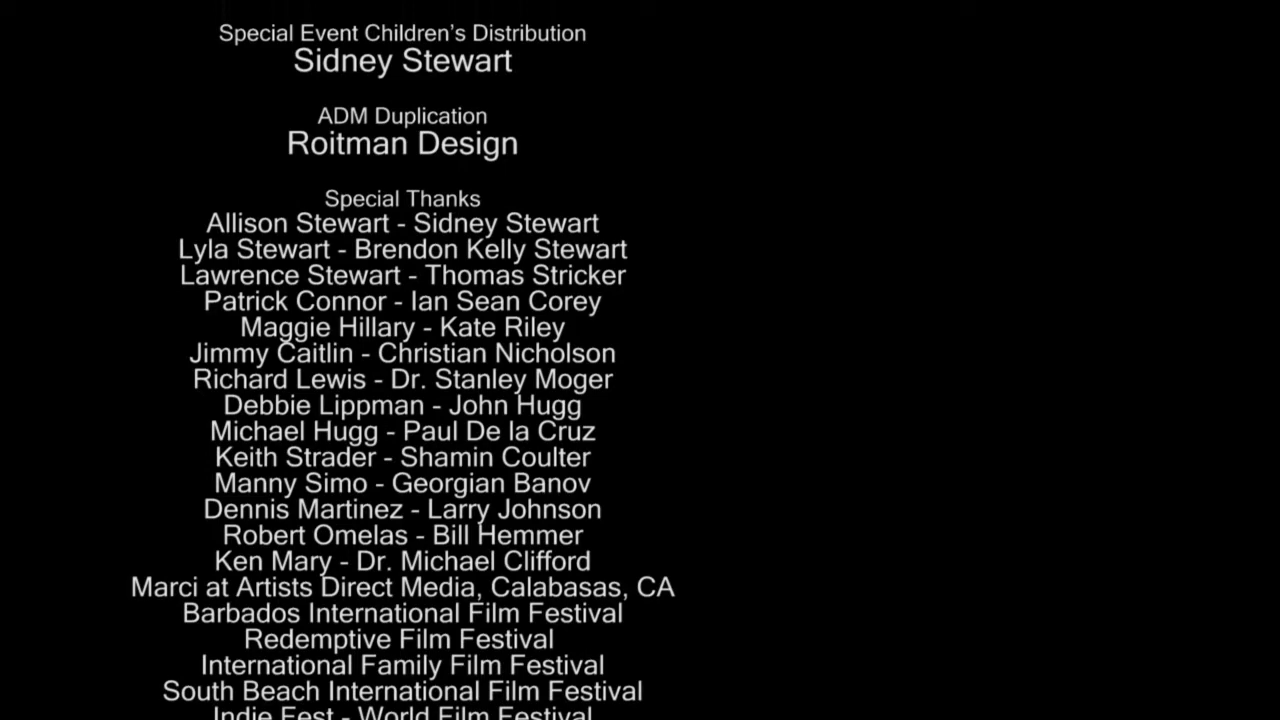 Special Event Children's Distribution
Sidney Stewart
ADM Duplication
Roitman Design
Special Thanks
Allison Stewart - Sidney Stewart
Lyla Stewart - Brendon Kelly Stewart
Lawrence Stewart - Thomas Stricker
Patrick Connor - Ian Sean Corey
Maggie Hillary - Kate Riley
Jimmy Caitlin - Christian Nicholson
Richard Lewis - Dr. Stanley Moger
Debbie Lippman - John Hugg
Michael Hugg - Paul De la Cruz
Keith Strader - Shamin Coulter
Manny Simo - Georgian Banov
Dennis Martinez - Larry Johnson
Robert Omelas - Bill Hemmer
Ken Mary - Dr. Michael Clifford
Marci at Artists Direct Media, Calabasas, CA
Barbados International Film Festival
Redemptive Film Festival
International Family Film Festival
South Beach International Film Festival
Indie Fest - World Film Festival